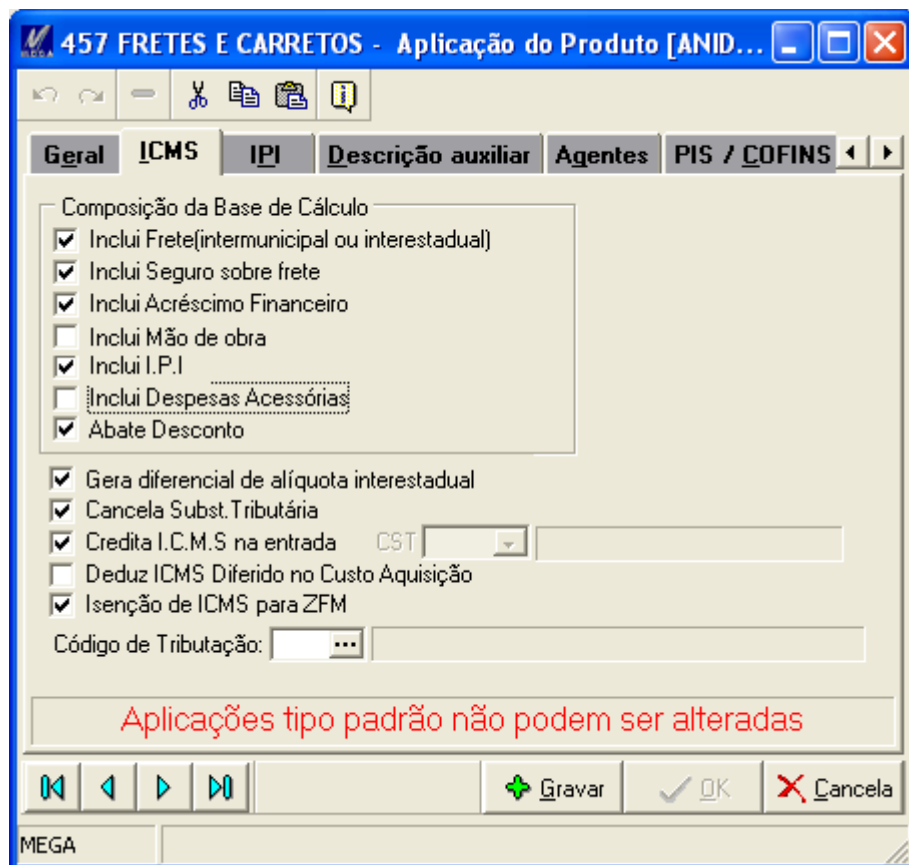 457 FRETES E CARRETOS - Aplicação do Produto [ANID...
Geral ICMS IPI Descrição auxiliar Agentes PIS / COFINS
Composição da Base de Cálculo
Inclui Frete(intermunicipal ou interestadual)
Inclui Seguro sobre frete
Inclui Acréscimo Financeiro
Inclui Mão de obra
Inclui I.P.I
Inclui Despesas Acessórias
Abate Desconto
Gera diferencial de alíquota interestadual
Cancela Subst.Tributária
Credita I.C.M.S na entrada CST
Deduz ICMS Diferido no Custo Aquisição
Isenção de ICMS para ZFM
Código de Tributação: ...
Aplicações tipo padrão não podem ser alteradas
Gravar OK Cancela
MEGA